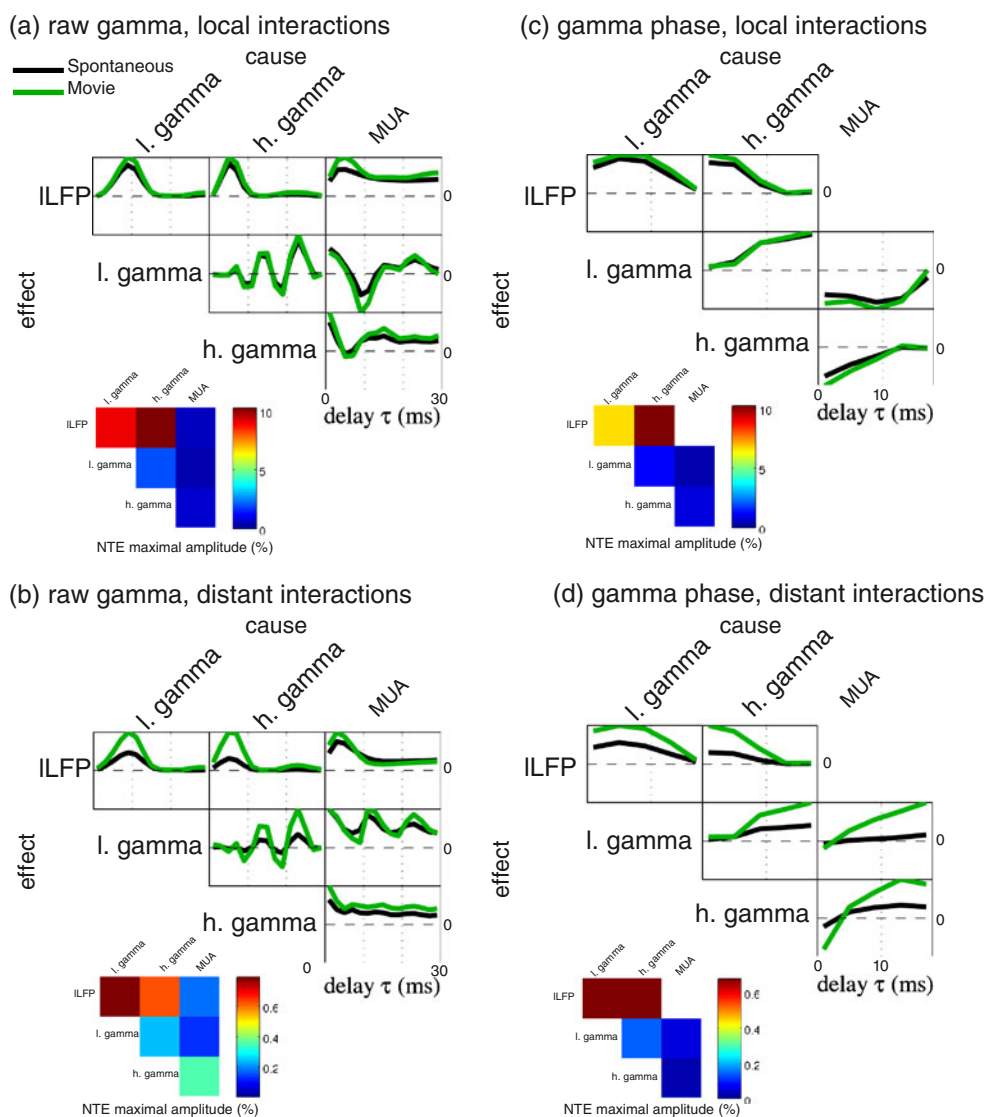 (a) raw gamma, local interactions
cause
Spontaneous
Movie
l. gamma
h. gamma
MUA
lLFP
0
l. gamma
0
h. gamma
0
effect
0
30
delay τ (ms)
l. gamma
h. gamma
MUA
lLFP
l. gamma
h. gamma
10
5
0
NTE maximal amplitude (%)
(c) gamma phase, local interactions
cause
l. gamma
h. gamma
MUA
lLFP
0
l. gamma
0
h. gamma
0
effect
0
10
delay τ (ms)
l. gamma
h. gamma
MUA
lLFP
l. gamma
h. gamma
10
5
0
NTE maximal amplitude (%)
(b) raw gamma, distant interactions
cause
l. gamma
h. gamma
MUA
lLFP
0
l. gamma
0
h. gamma
0
effect
0
30
delay τ (ms)
l. gamma
h. gamma
MUA
lLFP
l. gamma
h. gamma
0.6
0.4
0.2
NTE maximal amplitude (%)
(d) gamma phase, distant interactions
cause
l. gamma
h. gamma
MUA
lLFP
0
l. gamma
0
h. gamma
0
effect
0
10
delay τ (ms)
l. gamma
h. gamma
MUA
lLFP
l. gamma
h. gamma
0.6
0.4
0.2
0
NTE maximal amplitude (%)